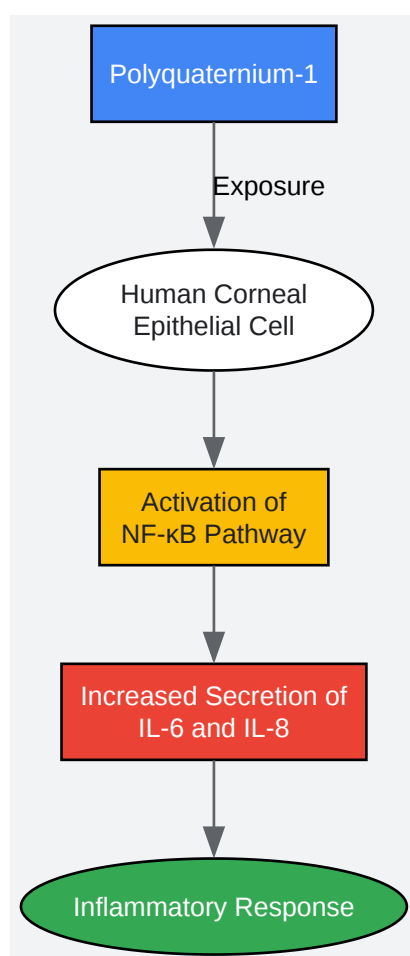 Polyquaternium-1
Exposure
Human Corneal
Epithelial Cell
Activation of
NF-κB Pathway
Increased Secretion of
IL-6 and IL-8
Inflammatory Response